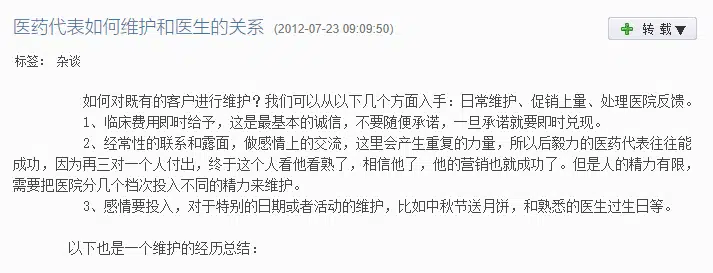 医药代表如何维护和医生的关系 (2012-07-23 09:09:50)
转 载▼
标签： 杂谈
如何对既有的客户进行维护？我们可以从以下几个方面入手：日常维护、促销上量、处理医院反馈。
1、临床费用即时给予，这是最基本的诚信，不要随便承诺，一旦承诺就要即时兑现。
2、经常性的联系和露面，做感情上的交流，这里会产生重复的力量，所以后毅力的医药代表往往能
成功，因为再三对一个人付出，终于这个人看他看熟了，相信他了，他的营销也就成功了。但是人的精力有限，
需要把医院分几个档次投入不同的精力来维护。
3、感情要投入，对于特别的日期或者活动的维护，比如中秋节送月饼，和熟悉的医生过生日等。
以下也是一个维护的经历总结：